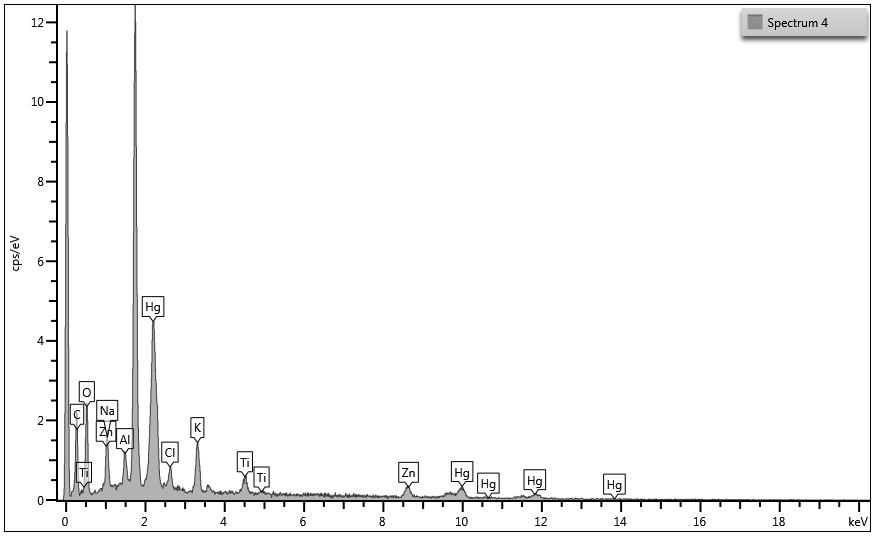 Spectrum 4
cps/eV
12
10
8
6
4
2
0
Hg
O
C
Na
Zn
Al
Ti
Cl
K
Ti
Ti
Zn
Hg
Hg
Hg
Hg
0 2 4 6 8 10 12 14 16 18 keV